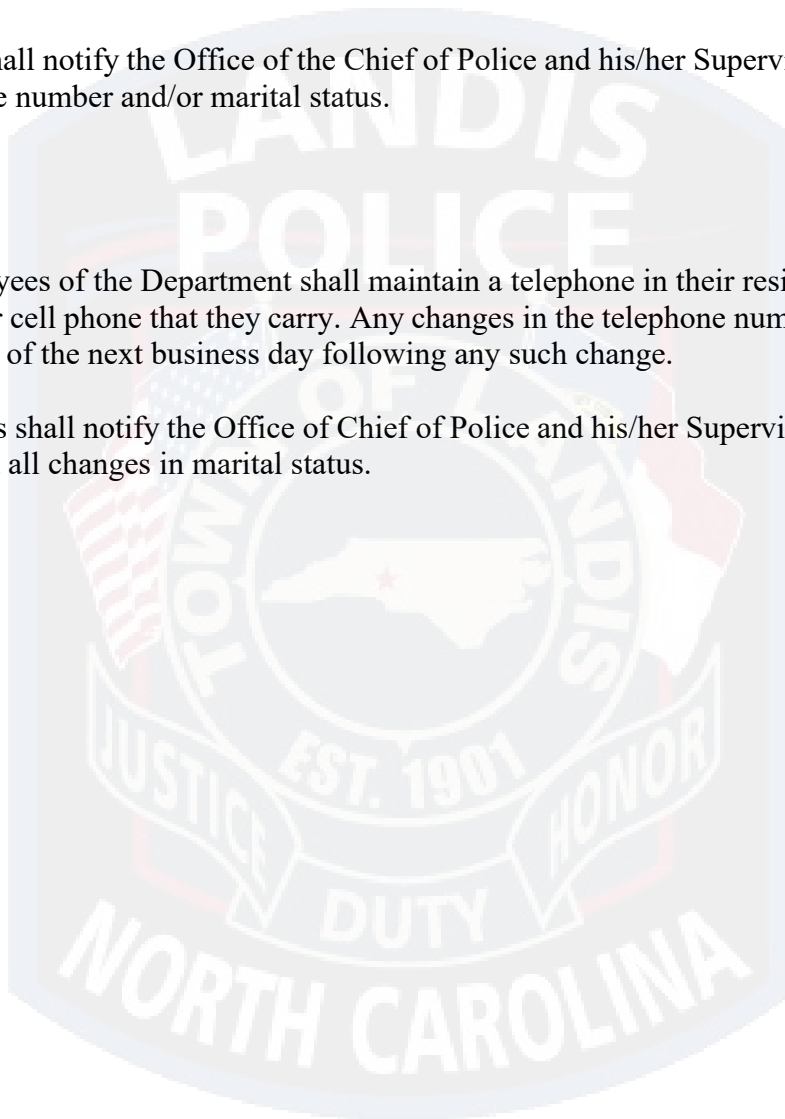 hall notify the Office of the Chief of Police and his/her Supervi
e number and/or marital status.
yees of the Department shall maintain a telephone in their resi
r cell phone that they carry. Any changes in the telephone num
of the next business day following any such change.
s shall notify the Office of Chief of Police and his/her Supervi
all changes in marital status.
LANDIS
POLICE
TOWN OF LANDIS
EST. 1901
JUSTICE
DUTY
HONOR
NORTH CAROLINA